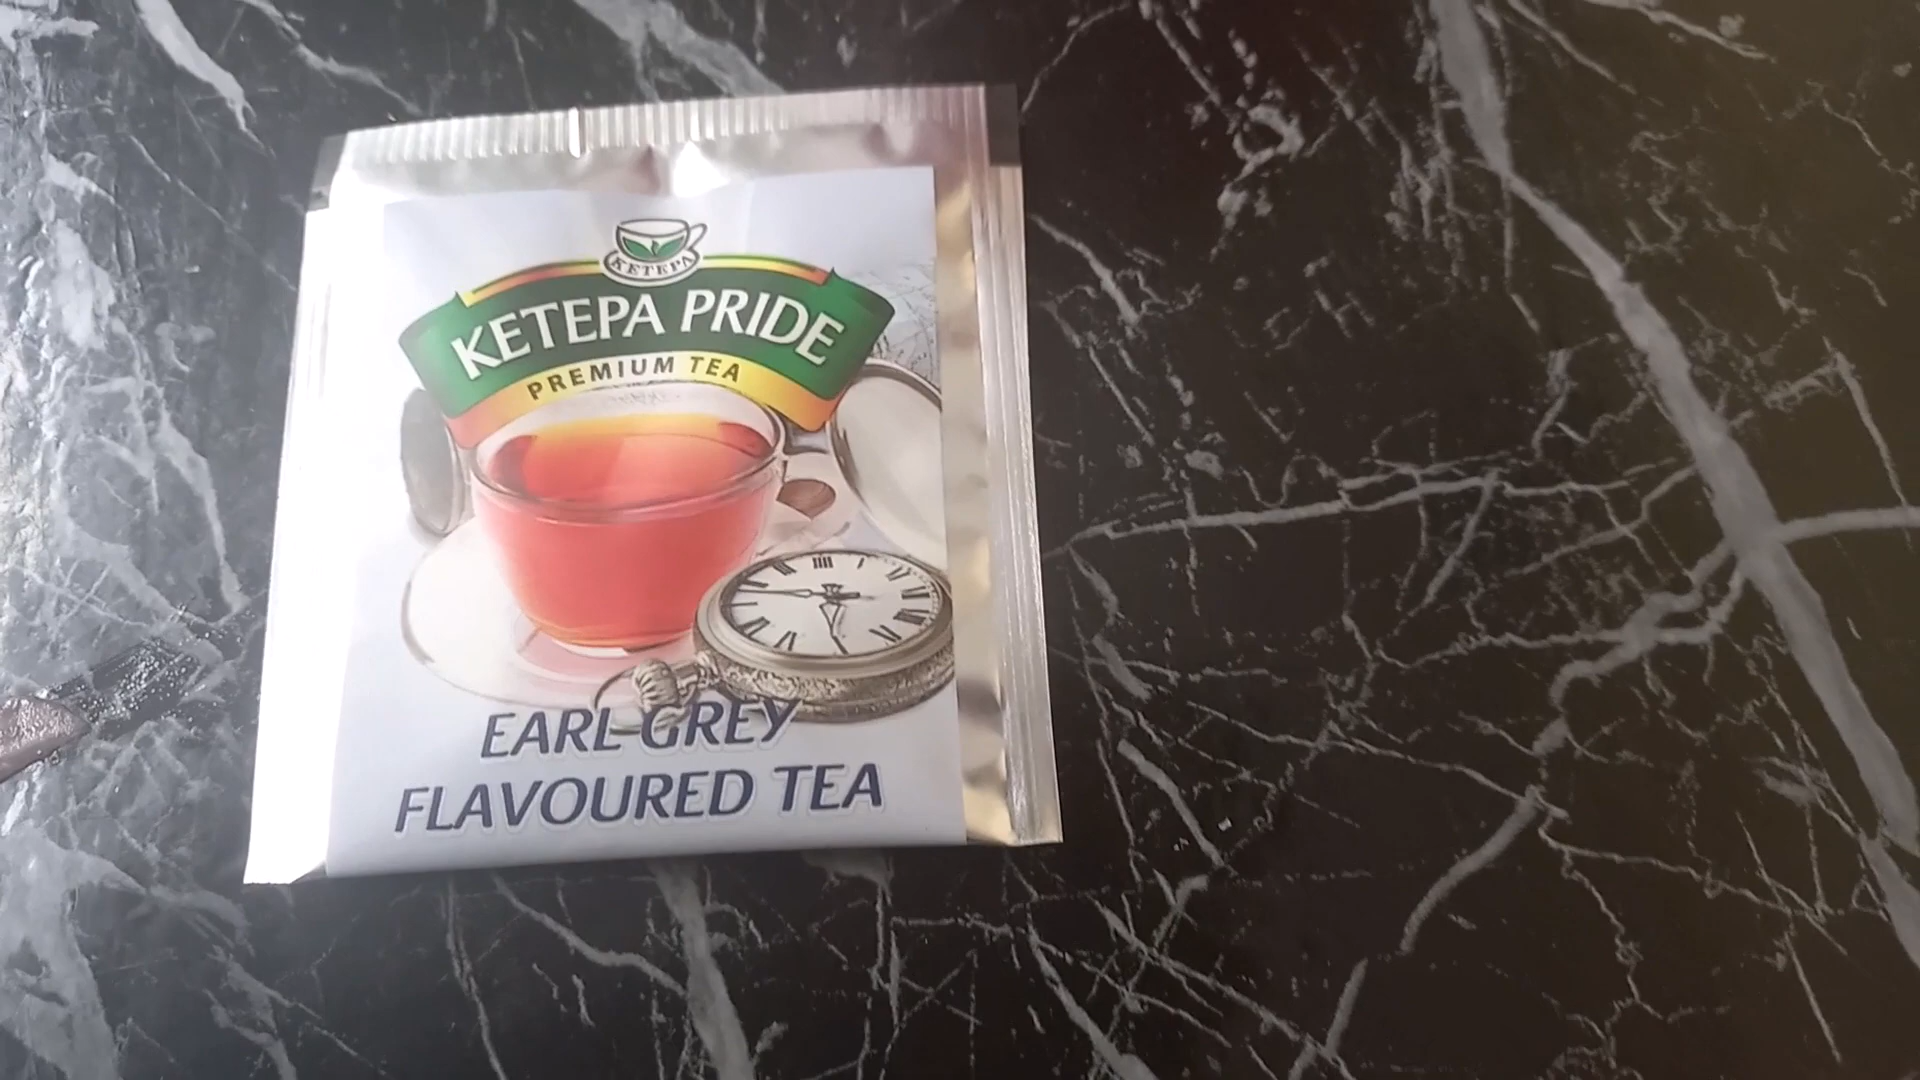 KETEPA
KETEPA PRIDE
PREMIUM TEA
EARL GREY
FLAVOURED TEA